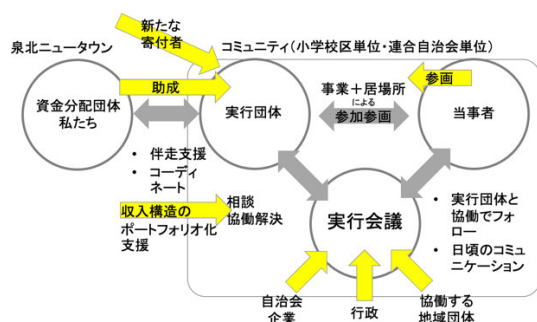 新たな
寄付者
泉北ニュータウン
コミュニティ(小学校区単位・連合自治会単位)
助成
参画
資金分配団体
私たち
実行団体
事業+居場所
による
参加参画
当事者
• 伴走支援
• コーディ
ネート
収入構造の
ポートフォリオ化
支援
相談
協働解決
実行会議
• 実行団体と
協働でフォ
ロー
• 日頃のコミュ
ニケーション
自治会
企業
行政
協働する
地域団体